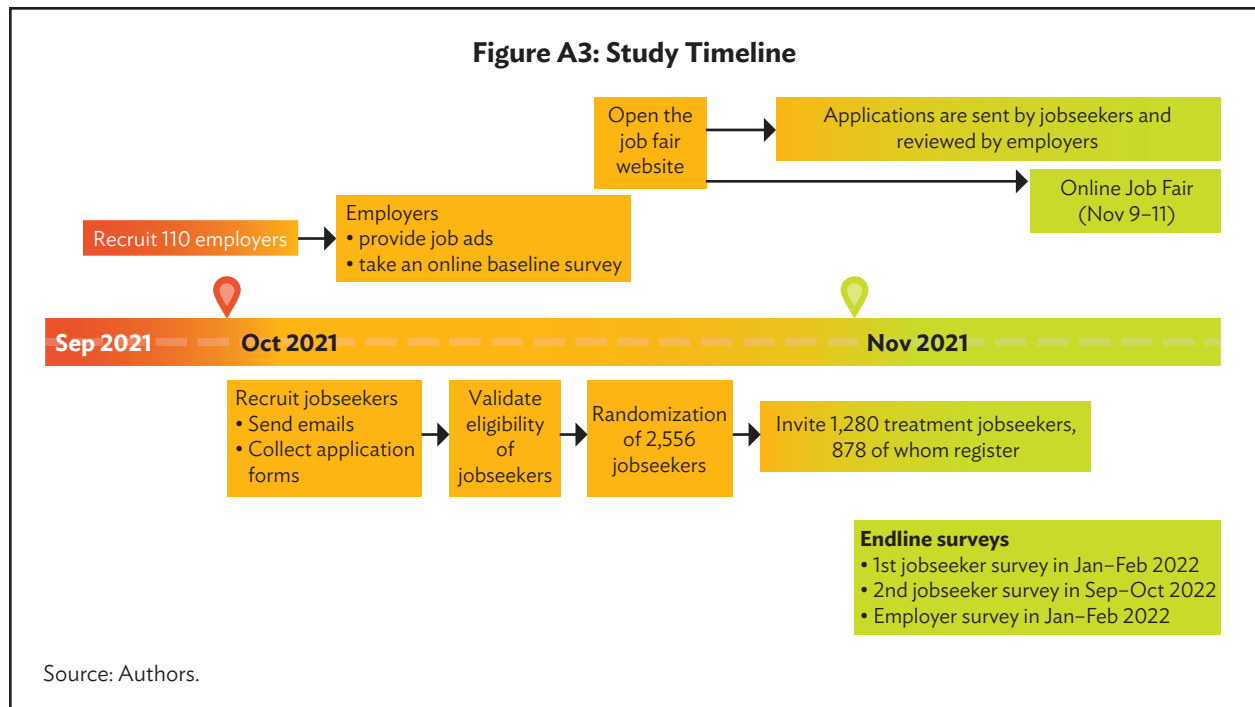 Figure A3: Study Timeline
Open the
job fair
website
Applications are sent by jobseekers and
reviewed by employers
Online Job Fair
(Nov 9–11)
Recruit 110 employers
Employers
• provide job ads
• take an online baseline survey
Sep 2021
Oct 2021
Nov 2021
Recruit jobseekers
• Send emails
• Collect application
forms
Validate
eligibility
of
jobseekers
Randomization
of 2,556
jobseekers
Invite 1,280 treatment jobseekers,
878 of whom register
Endline surveys
• 1st jobseeker survey in Jan–Feb 2022
• 2nd jobseeker survey in Sep–Oct 2022
• Employer survey in Jan–Feb 2022
Source: Authors.